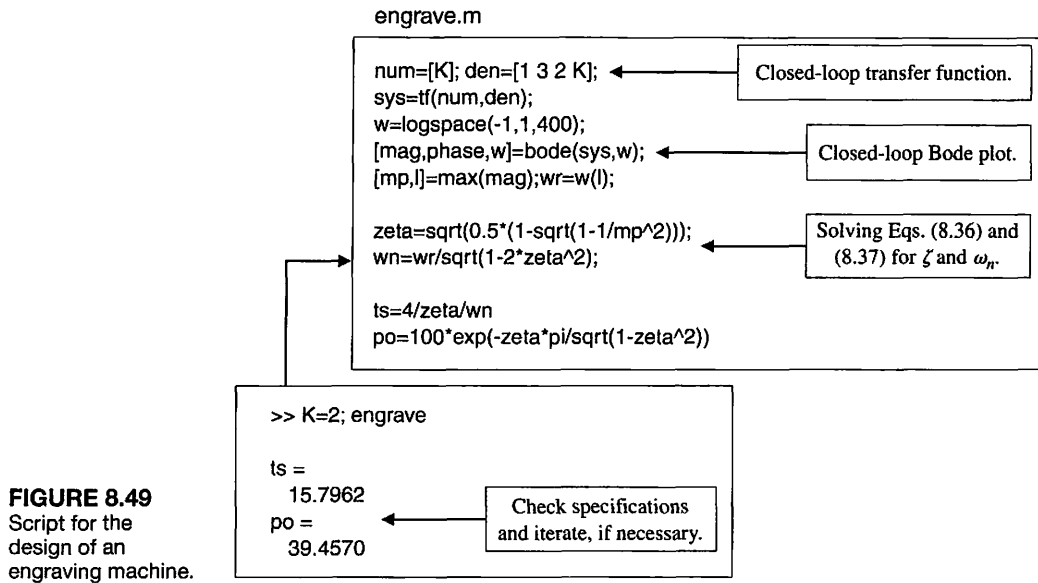 engrave.m
num=[K]; den=[1 3 2 K];
Closed-loop transfer function.
sys=tf(num,den);
w=logspace(-1,1,400);
[mag,phase,w]=bode(sys,w);
Closed-loop Bode plot.
[mp,l]=max(mag);wr=w(l);
zeta=sqrt(0.5*(1-sqrt(1-1/mp^2)));
wn=wr/sqrt(1-2*zeta^2);
Solving Eqs. (8.36) and
(8.37) for ζ and ωₙ.
ts=4/zeta/wn
po=100*exp(-zeta*pi/sqrt(1-zeta^2))
>> K=2; engrave
ts =
15.7962
po =
39.4570
Check specifications
and iterate, if necessary.
FIGURE 8.49
Script for the
design of an
engraving machine.